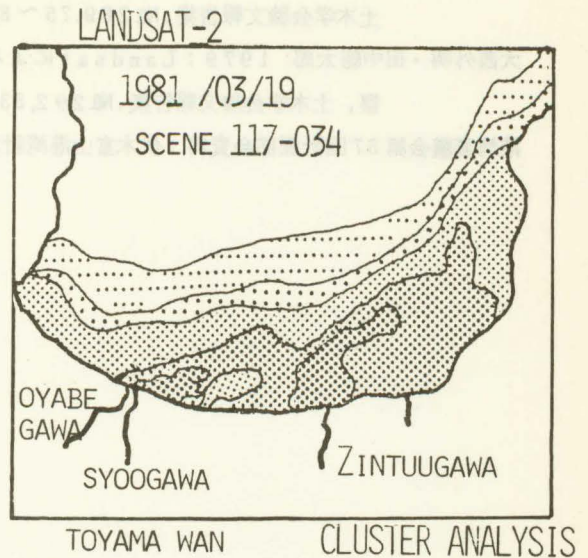 LANDSAT-2
1981 /03/19
SCENE 117-034
OYABE
GAWA
SYOOGAWA
ZINTUUGAWA
TOYAMA WAN
CLUSTER ANALYSIS